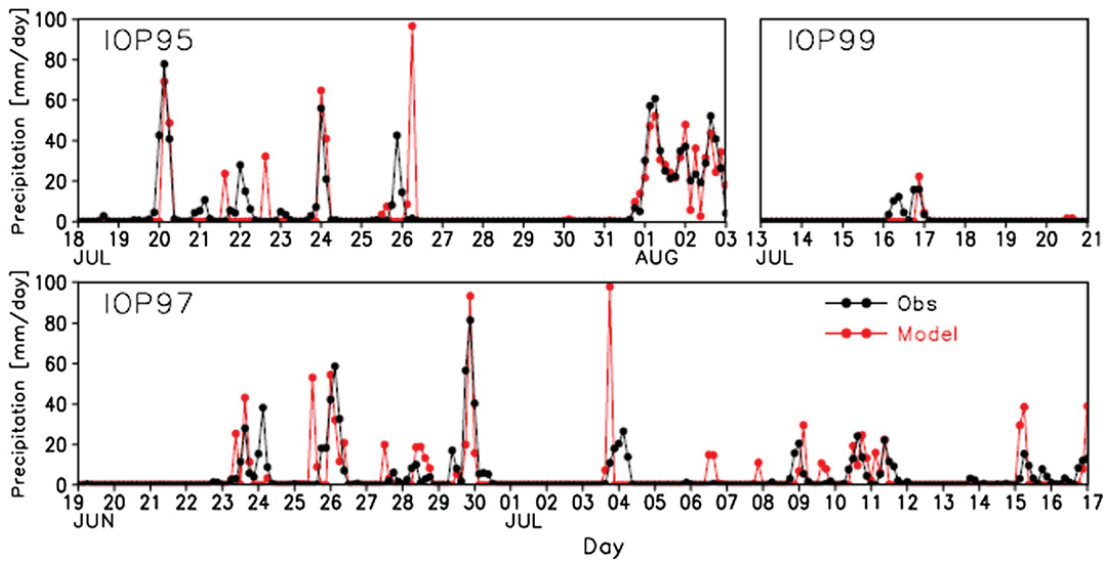 IOP95
IOP99
Precipitation [mm/day]
100
80
60
40
20
0
18 19 20 21 22 23 24 25 26 27 28 29 30 31 01 02 03
JUL AUG
13 14 15 16 17 18 19 20 21
JUL
IOP97
Obs
Model
Precipitation [mm/day]
100
80
60
40
20
0
19 20 21 22 23 24 25 26 27 28 29 30 01 02 03 04 05 06 07 08 09 10 11 12 13 14 15 16 17
JUN JUL
Day